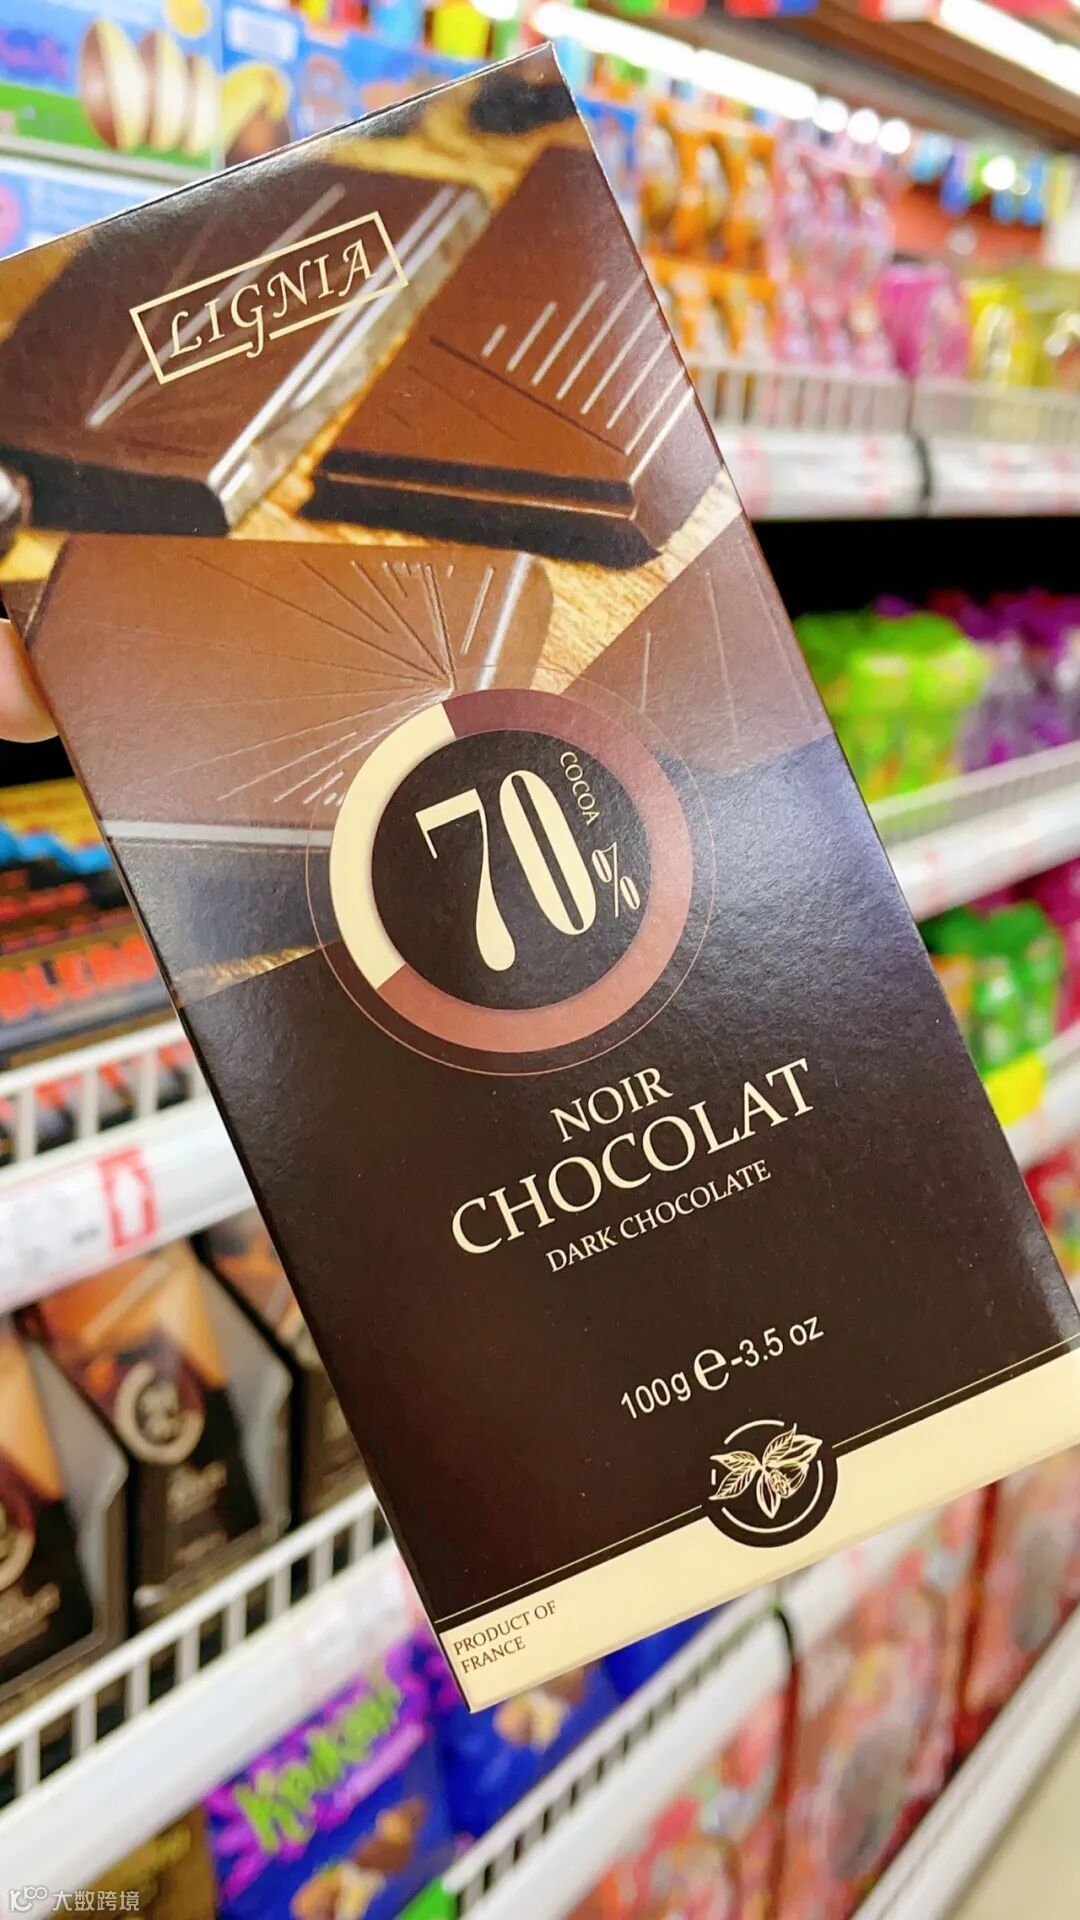 LIGNIA
COCOA
70%
NOIR
CHOCOLAT
DARK CHOCOLATE
100g e-3.5 oz
PRODUCT OF
FRANCE
大数跨境